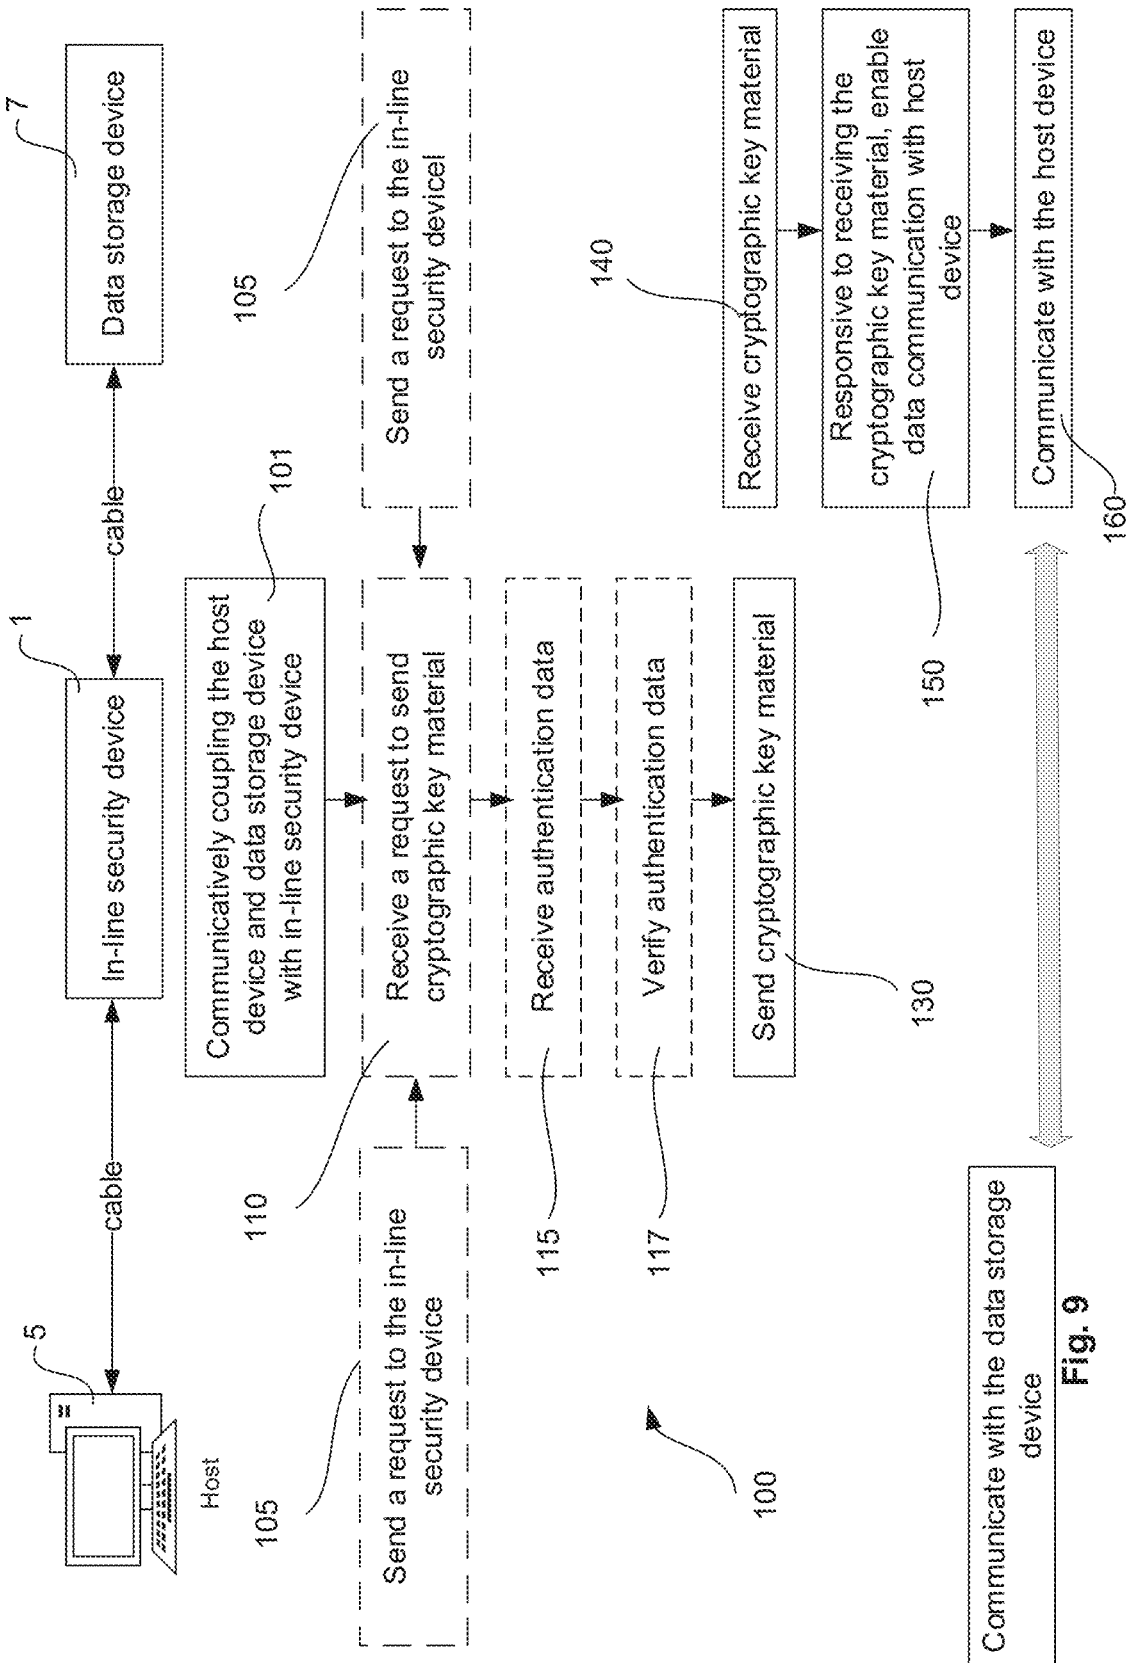 5
Host
cable
1
In-line security device
cable
7
Data storage device
101
Communicatively coupling the host
device and data storage device
with in-line security device
105
Send a request to the in-line
security device
110
Receive a request to send
cryptographic key material
105
Send a request to the in-line
security devicel
115
Receive authentication data
117
Verify authentication data
130
Send cryptographic key material
140
Receive cryptographic key material
150
Responsive to receiving the
cryptographic key material, enable
data communication with host
device
100
Communicate with the data storage
device
160
Communicate with the host device
Fig. 9